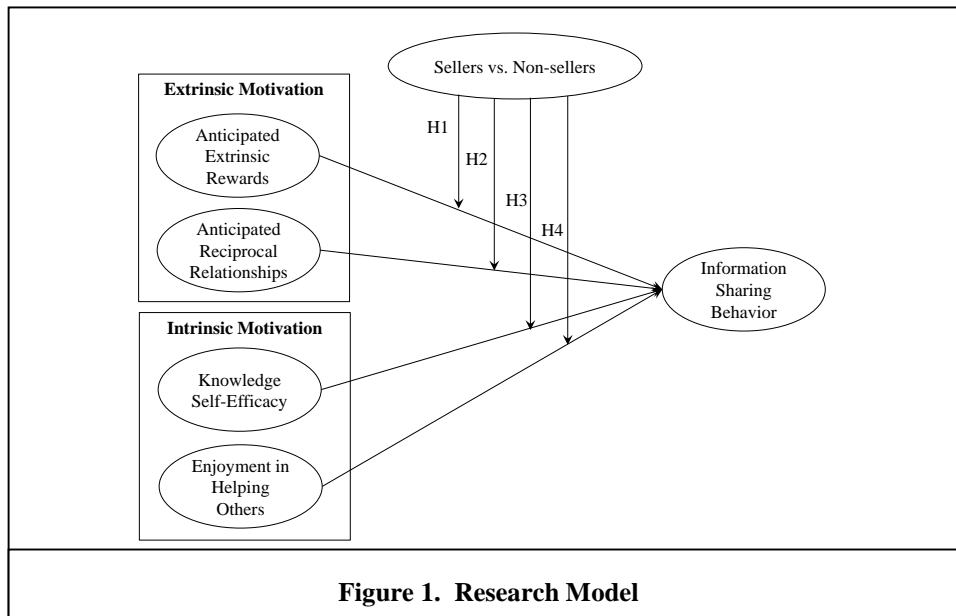 Sellers vs. Non-sellers
Extrinsic Motivation
Anticipated
Extrinsic
Rewards
Anticipated
Reciprocal
Relationships
H1
H2
H3
H4
Information
Sharing
Behavior
Intrinsic Motivation
Knowledge
Self-Efficacy
Enjoyment in
Helping
Others
Figure 1. Research Model